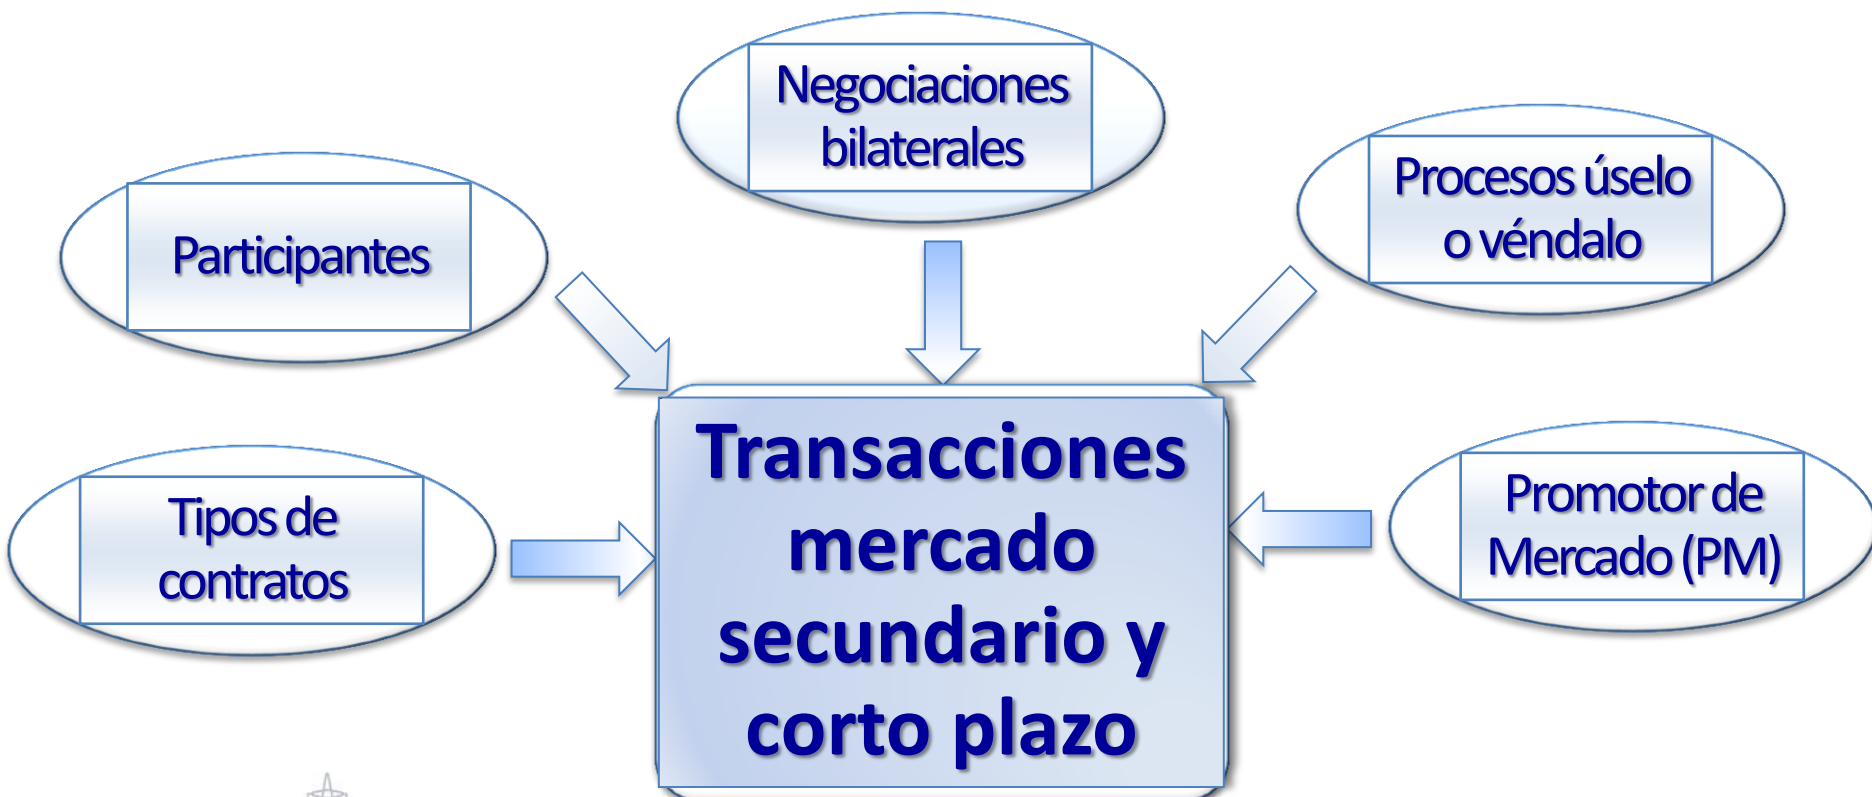 Negociaciones
bilaterales
Procesos úselo
o véndalo
Participantes
Tipos de
contratos
Transacciones
mercado
secundario y
corto plazo
Promotor de
Mercado (PM)